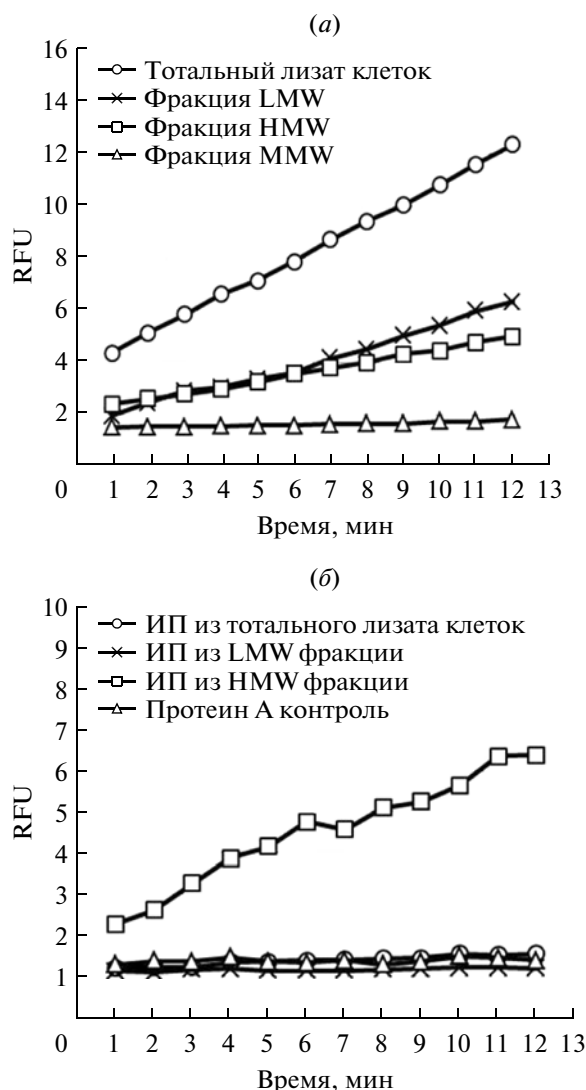 (а)
16
14
12
10
8
6
4
2
0
RFU
Тотальный лизат клеток
Фракция LMW
Фракция HMW
Фракция MMW
1 2 3 4 5 6 7 8 9 10 11 12 13
Время, мин
(б)
10
9
8
7
6
5
4
3
2
1
0
RFU
ИП из тотального лизата клеток
ИП из LMW фракции
ИП из HMW фракции
Протеин А контроль
1 2 3 4 5 6 7 8 9 10 11 12 13
Время, мин